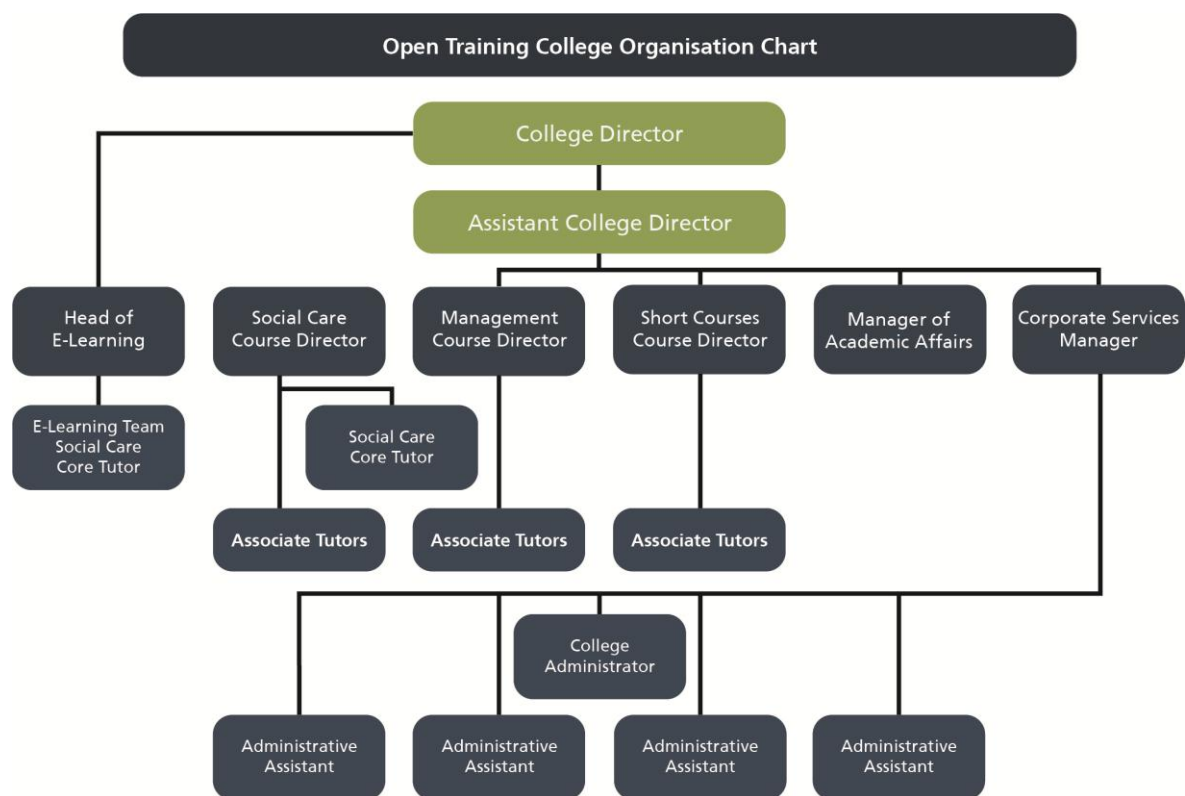 Open Training College Organisation Chart
College Director
Assistant College Director
Head of
E-Learning
Social Care
Course Director
Management
Course Director
Short Courses
Course Director
Manager of
Academic Affairs
Corporate Services
Manager
E-Learning Team
Social Care
Core Tutor
Social Care
Core Tutor
Associate Tutors
Associate Tutors
Associate Tutors
College
Administrator
Administrative
Assistant
Administrative
Assistant
Administrative
Assistant
Administrative
Assistant